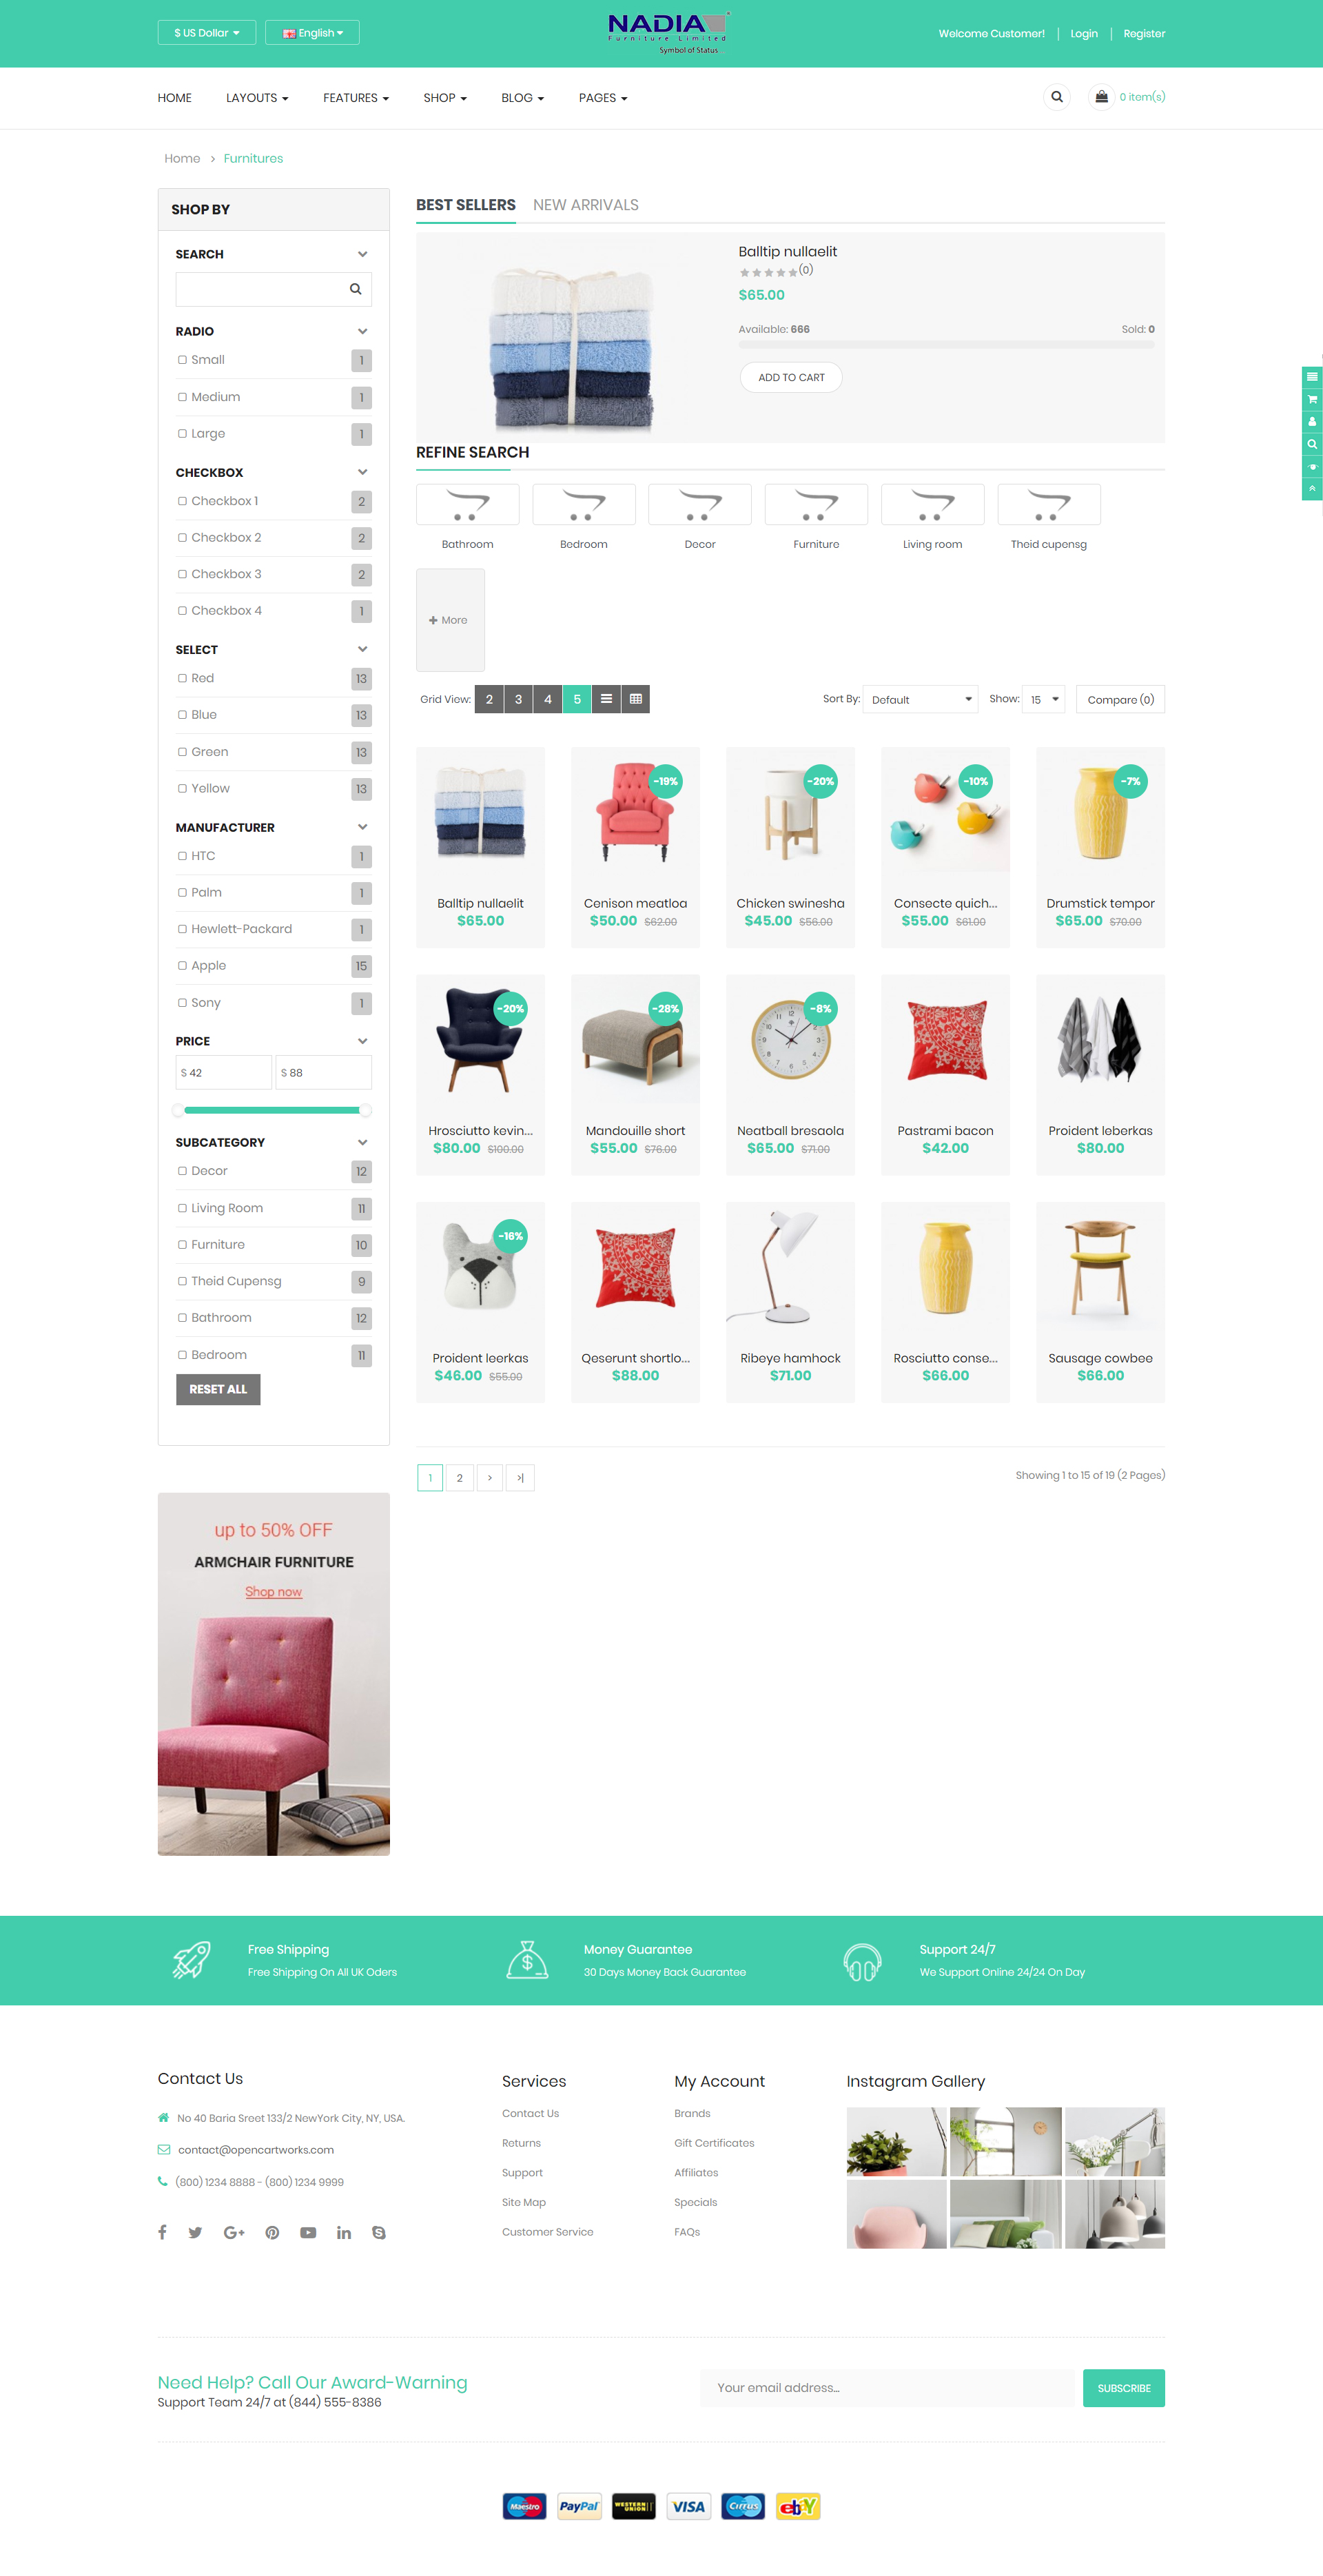 $ US Dollar
English
NADIA
Furniture Limited
Symbol of Status
Welcome Customer!
Login
Register
HOME
LAYOUTS
FEATURES
SHOP
BLOG
PAGES
0 item(s)
Home > Furnitures
SHOP BY
SEARCH
RADIO
Small 1
Medium 1
Large 1
CHECKBOX
Checkbox 1 2
Checkbox 2 2
Checkbox 3 2
Checkbox 4 1
SELECT
Red 13
Blue 13
Green 13
Yellow 13
MANUFACTURER
HTC 1
Palm 1
Hewlett-Packard 1
Apple 15
Sony 1
PRICE
$ 42
$ 88
SUBCATEGORY
Decor 12
Living Room 11
Furniture 10
Theid Cupensg 9
Bathroom 12
Bedroom 11
RESET ALL
up to 50% OFF
ARMCHAIR FURNITURE
Shop now
BEST SELLERS
NEW ARRIVALS
Balltip nullaelit
(0)
$65.00
Available: 666
Sold: 0
ADD TO CART
REFINE SEARCH
Bathroom
Bedroom
Decor
Furniture
Living room
Theid cupensg
More
Grid View: 2 3 4 5
Sort By: Default
Show: 15
Compare (0)
Balltip nullaelit
$65.00
-19%
Cenison meatloa
$50.00 $62.00
-20%
Chicken swinesha
$45.00 $56.00
-10%
Consecte quich...
$55.00 $61.00
-7%
Drumstick tempor
$65.00 $70.00
-20%
Hrosciutto kevin...
$80.00 $100.00
-28%
Mandouille short
$55.00 $76.00
-8%
Neatball bresaola
$65.00 $71.00
Pastrami bacon
$42.00
Proident leberkas
$80.00
-16%
Proident leerkas
$46.00 $55.00
Qeserunt shortlo...
$88.00
Ribeye hamhock
$71.00
Rosciutto conse...
$66.00
Sausage cowbee
$66.00
1 2 > >|
Showing 1 to 15 of 19 (2 Pages)
Free Shipping
Free Shipping On All UK Oders
Money Guarantee
30 Days Money Back Guarantee
Support 24/7
We Support Online 24/24 On Day
Contact Us
No 40 Baria Sreet 133/2 NewYork City, NY, USA.
contact@opencartworks.com
(800) 1234 8888 - (800) 1234 9999
Services
Contact Us
Returns
Support
Site Map
Customer Service
My Account
Brands
Gift Certificates
Affiliates
Specials
FAQs
Instagram Gallery
Need Help? Call Our Award-Warning
Support Team 24/7 at (844) 555-8386
Your email address...
SUBSCRIBE
Maestro
PayPal
WESTERN UNION
VISA
Cirrus
ebY